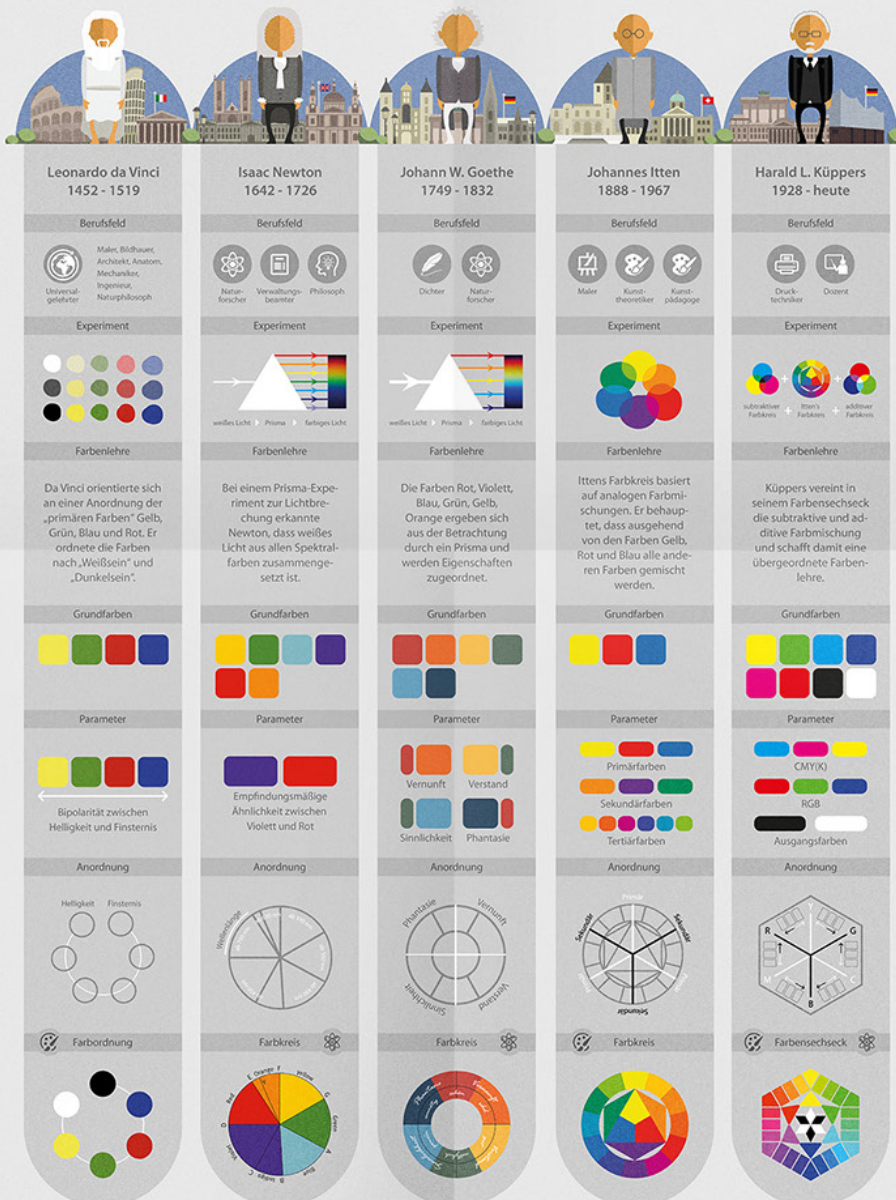 Leonardo da Vinci
1452 - 1519
Berufsfeld
Universal-
gelehrter
Maler, Bildhauer,
Architekt, Anatom,
Mechaniker,
Ingenieur,
Naturphilosoph
Experiment
Farbenlehre
Da Vinci orientierte sich
an einer Anordnung der
„primären Farben“ Gelb,
Grün, Blau und Rot. Er
ordnete die Farben
nach „Weißsein“ und
„Dunkelsein“.
Grundfarben
Parameter
Bipolarität zwischen
Helligkeit und Finsternis
Anordnung
Helligkeit Finsternis
Farbordnung
Isaac Newton
1642 - 1726
Berufsfeld
Natur-
forscher
Verwaltungs-
beamter
Philosoph
Experiment
weißes Licht Prisma farbiges Licht
Farbenlehre
Bei einem Prisma-Expe-
riment zur Lichtbre-
chung erkannte
Newton, dass weißes
Licht aus allen Spektral-
farben zusammenge-
setzt ist.
Grundfarben
Parameter
Empfindungsmäßige
Ähnlichkeit zwischen
Violett und Rot
Anordnung
Wellenlänge
Farbkreis
Red
E Orange F
yellow
G
Green
A
Blue
B
Indigo
C
Violet
D
Johann W. Goethe
1749 - 1832
Berufsfeld
Dichter
Natur-
forscher
Experiment
weißes Licht Prisma farbiges Licht
Farbenlehre
Die Farben Rot, Violett,
Blau, Grün, Gelb,
Orange ergeben sich
aus der Betrachtung
durch ein Prisma und
werden Eigenschaften
zugeordnet.
Grundfarben
Parameter
Vernunft Verstand
Sinnlichkeit Phantasie
Anordnung
Phantasie
Vernunft
Sinnlichkeit
Verstand
Farbkreis
Phantasie
Vernunft
Johannes Itten
1888 - 1967
Berufsfeld
Maler
Kunst-
theoretiker
Kunst-
pädagoge
Experiment
Farbenlehre
Ittens Farbkreis basiert
auf analogen Farbmi-
schungen. Er behaup-
tet, dass ausgehend
von den Farben Gelb,
Rot und Blau alle ande-
ren Farben gemischt
werden.
Grundfarben
Parameter
Primärfarben
Sekundärfarben
Tertiärfarben
Anordnung
Primär
Sekundär
Sekundär
Primär
Primär
Sekundär
Farbkreis
Harald L. Küppers
1928 - heute
Berufsfeld
Druck-
techniker
Dozent
Experiment
subtraktiver
Farbkreis
+
Itten's
Farbkreis
+
additiver
Farbkreis
Farbenlehre
Küppers vereint in
seinem Farbensechseck
die subtraktive und ad-
ditive Farbmischung
und schafft damit eine
übergeordnete Farben-
lehre.
Grundfarben
Parameter
CMY(K)
RGB
Ausgangsfarben
Anordnung
Y
R G
M C
B
Farbensechseck